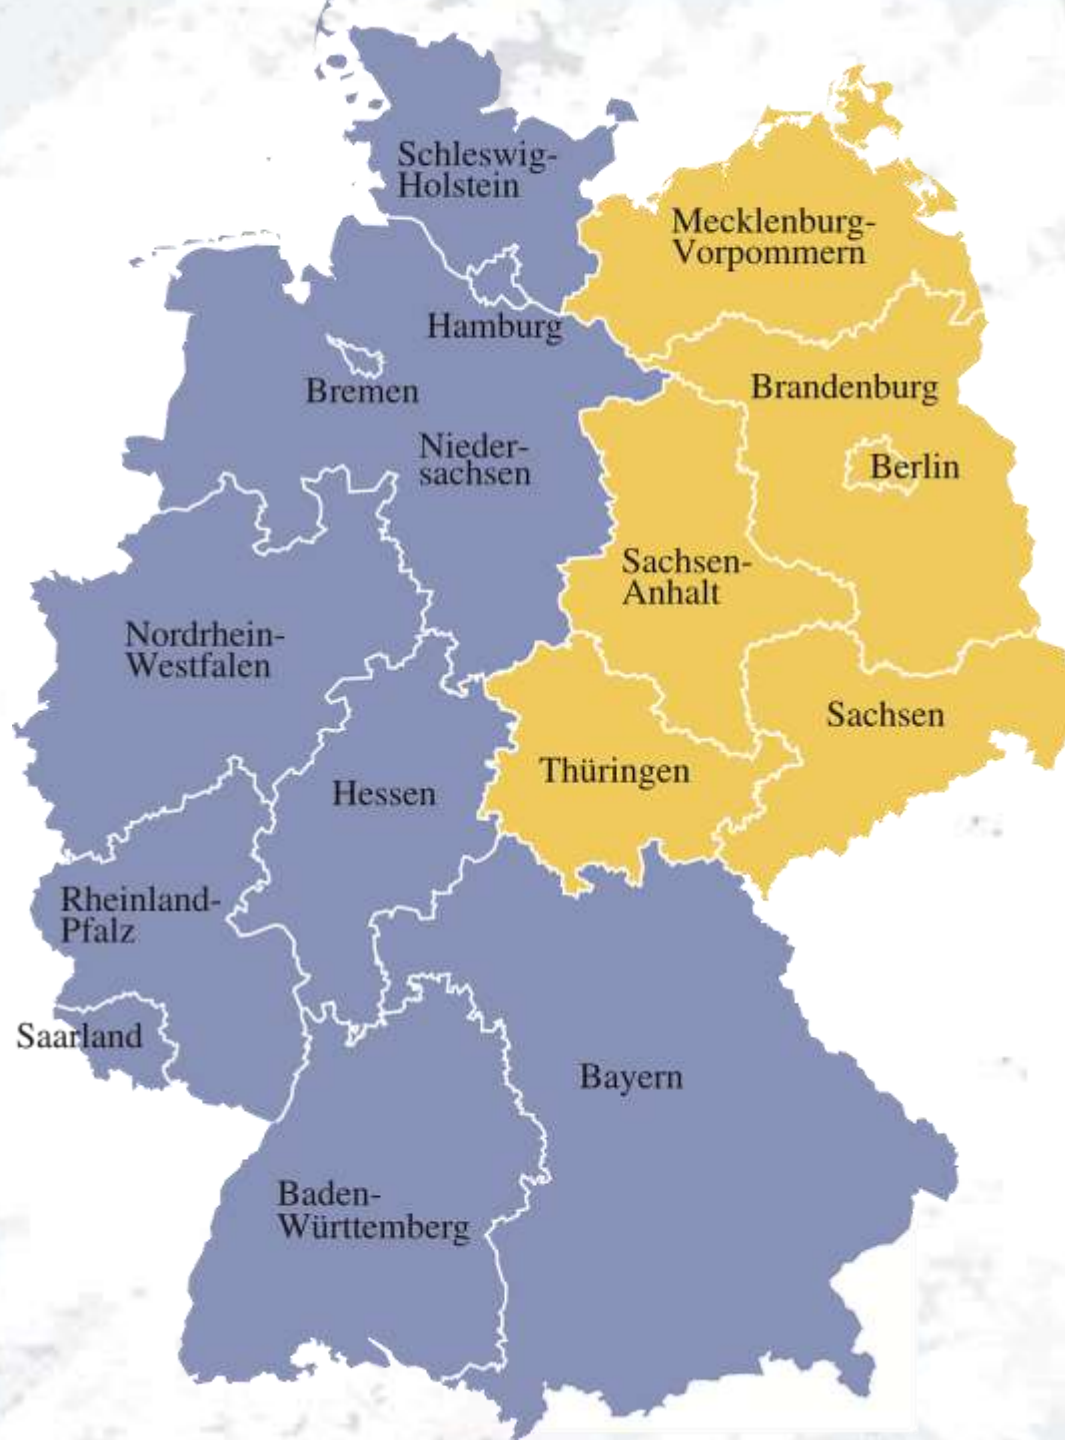 Schleswig-
Holstein
Mecklenburg-
Vorpommern
Hamburg
Bremen
Brandenburg
Nieder-
sachsen
Berlin
Sachsen-
Anhalt
Nordrhein-
Westfalen
Sachsen
Thüringen
Hessen
Rheinland-
Pfalz
Saarland
Bayern
Baden-
Württemberg